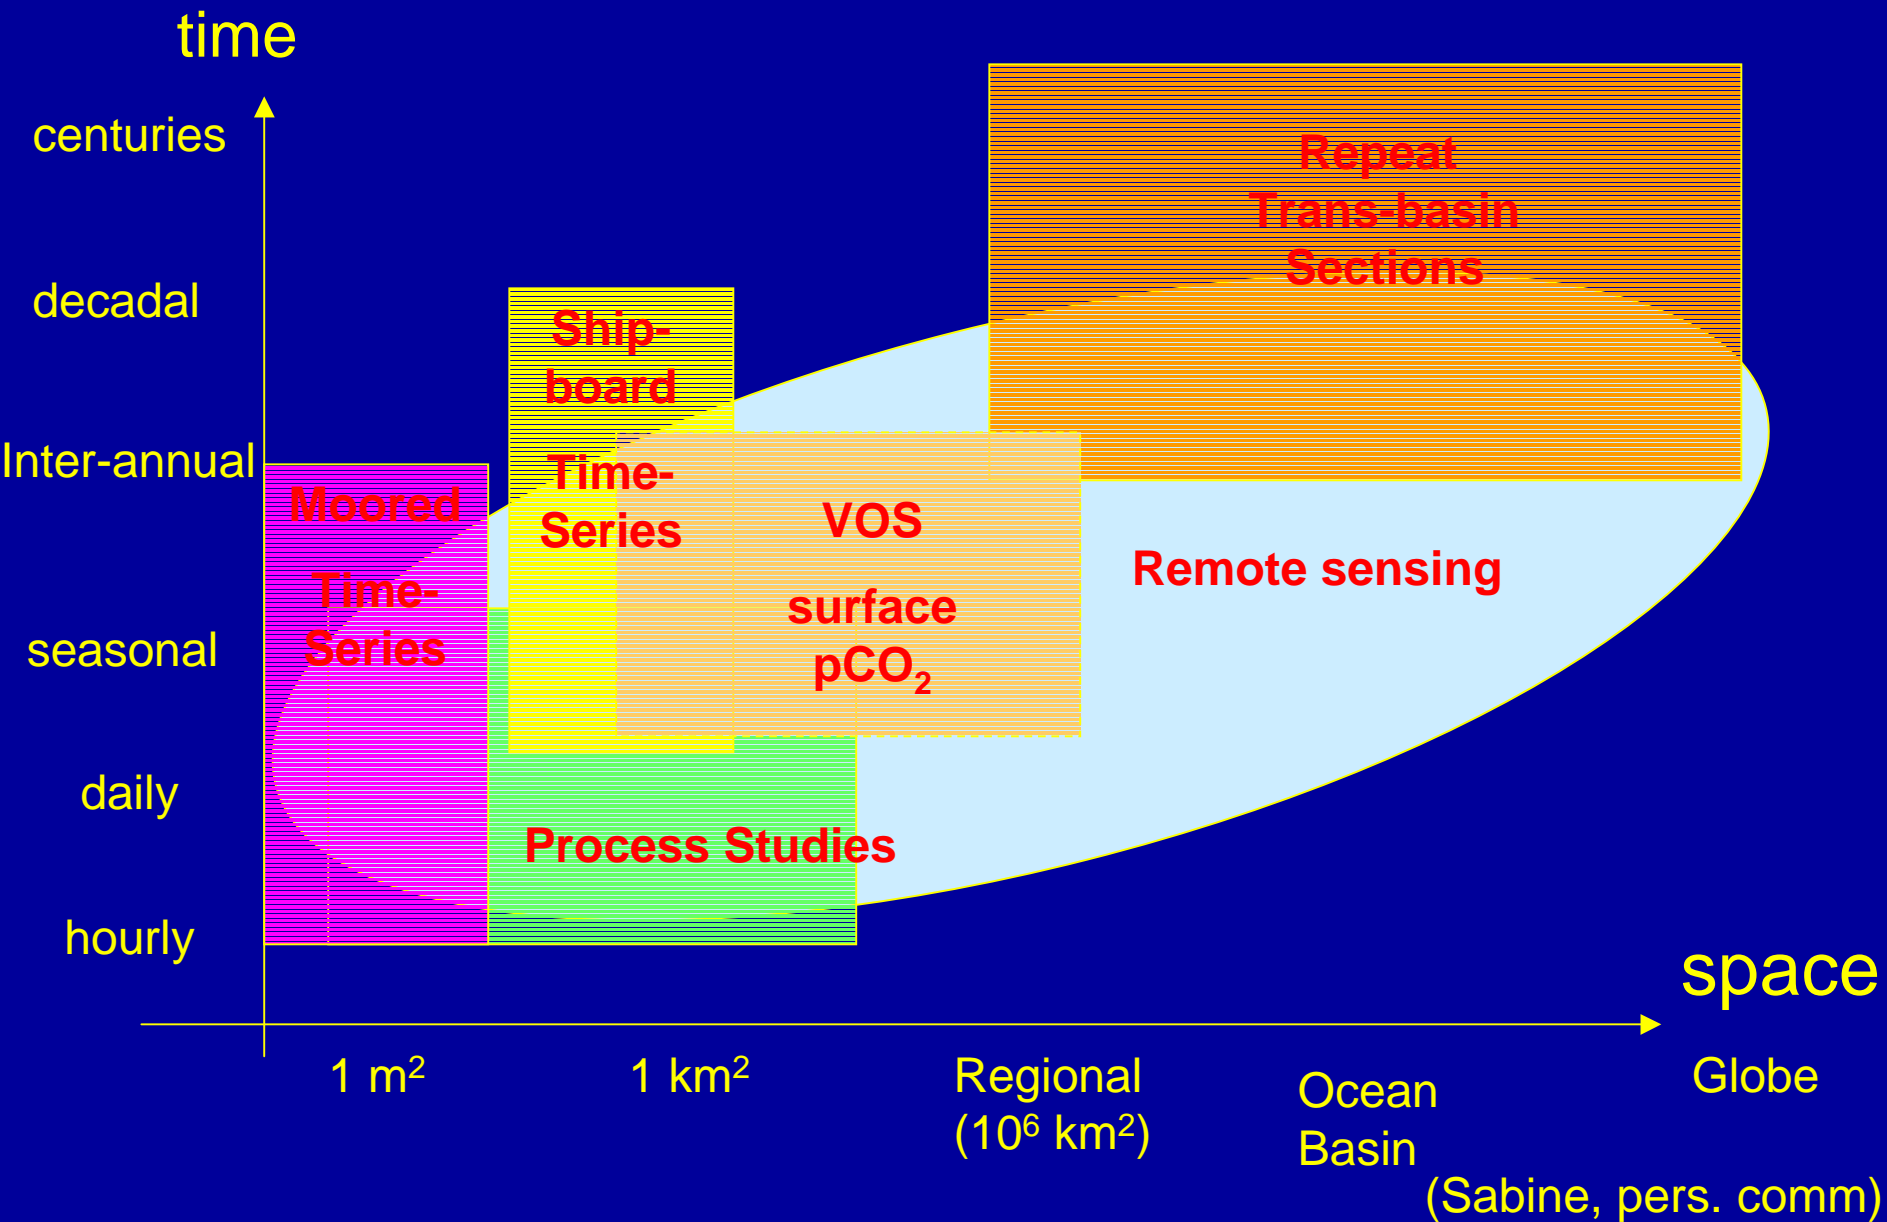 time
centuries
decadal
Inter-annual
seasonal
daily
hourly
Repeat
Trans-basin
Sections
Ship-
board
Time-
Series
Moored
Time-
Series
VOS
surface
pCO₂
Remote sensing
Process Studies
space
1 m²
1 km²
Regional
(10⁶ km²)
Ocean
Basin
Globe
(Sabine, pers. comm)